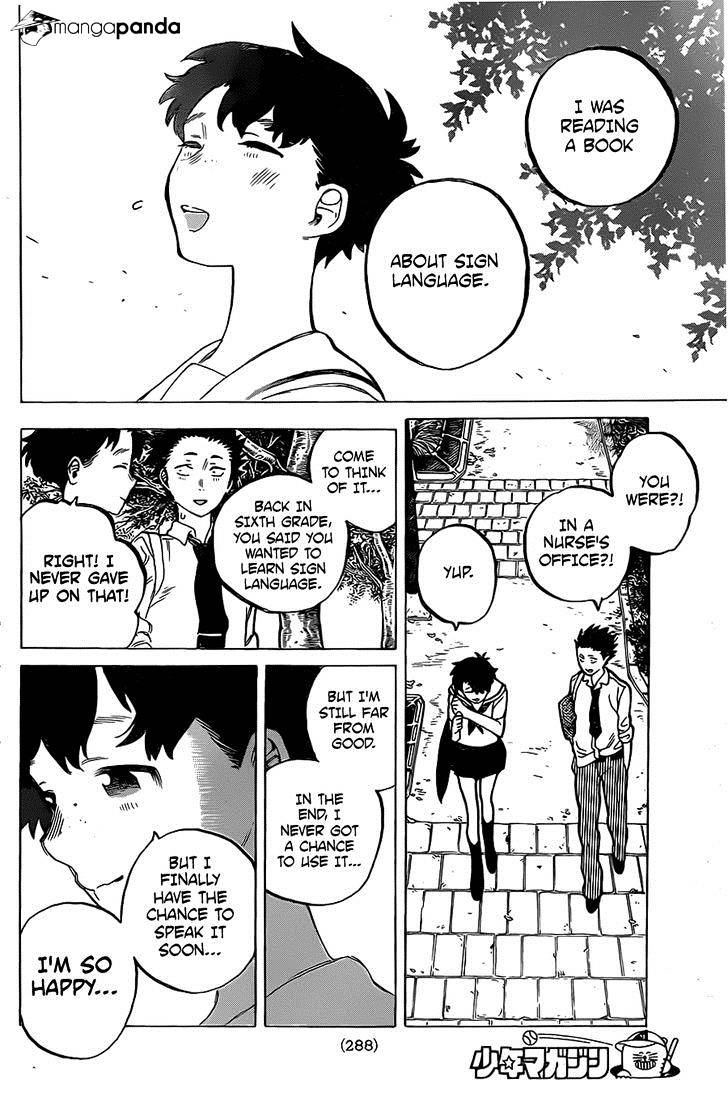 mangapanda
I WAS
READING
A BOOK
ABOUT SIGN
LANGUAGE.
YOU
WERE?!
IN A
NURSE'S
OFFICE?!
YUP.
COME
TO THINK
OF IT...
BACK IN
SIXTH GRADE,
YOU SAID YOU
WANTED TO
LEARN SIGN
LANGUAGE.
RIGHT! I
NEVER GAVE
UP ON THAT!
BUT I'M
STILL FAR
FROM
GOOD.
IN THE
END, I
NEVER GOT
A CHANCE
TO USE IT...
BUT I
FINALLY
HAVE THE
CHANCE TO
SPEAK IT
SOON...
I'M SO
HAPPY...
(288)
少年マガジン